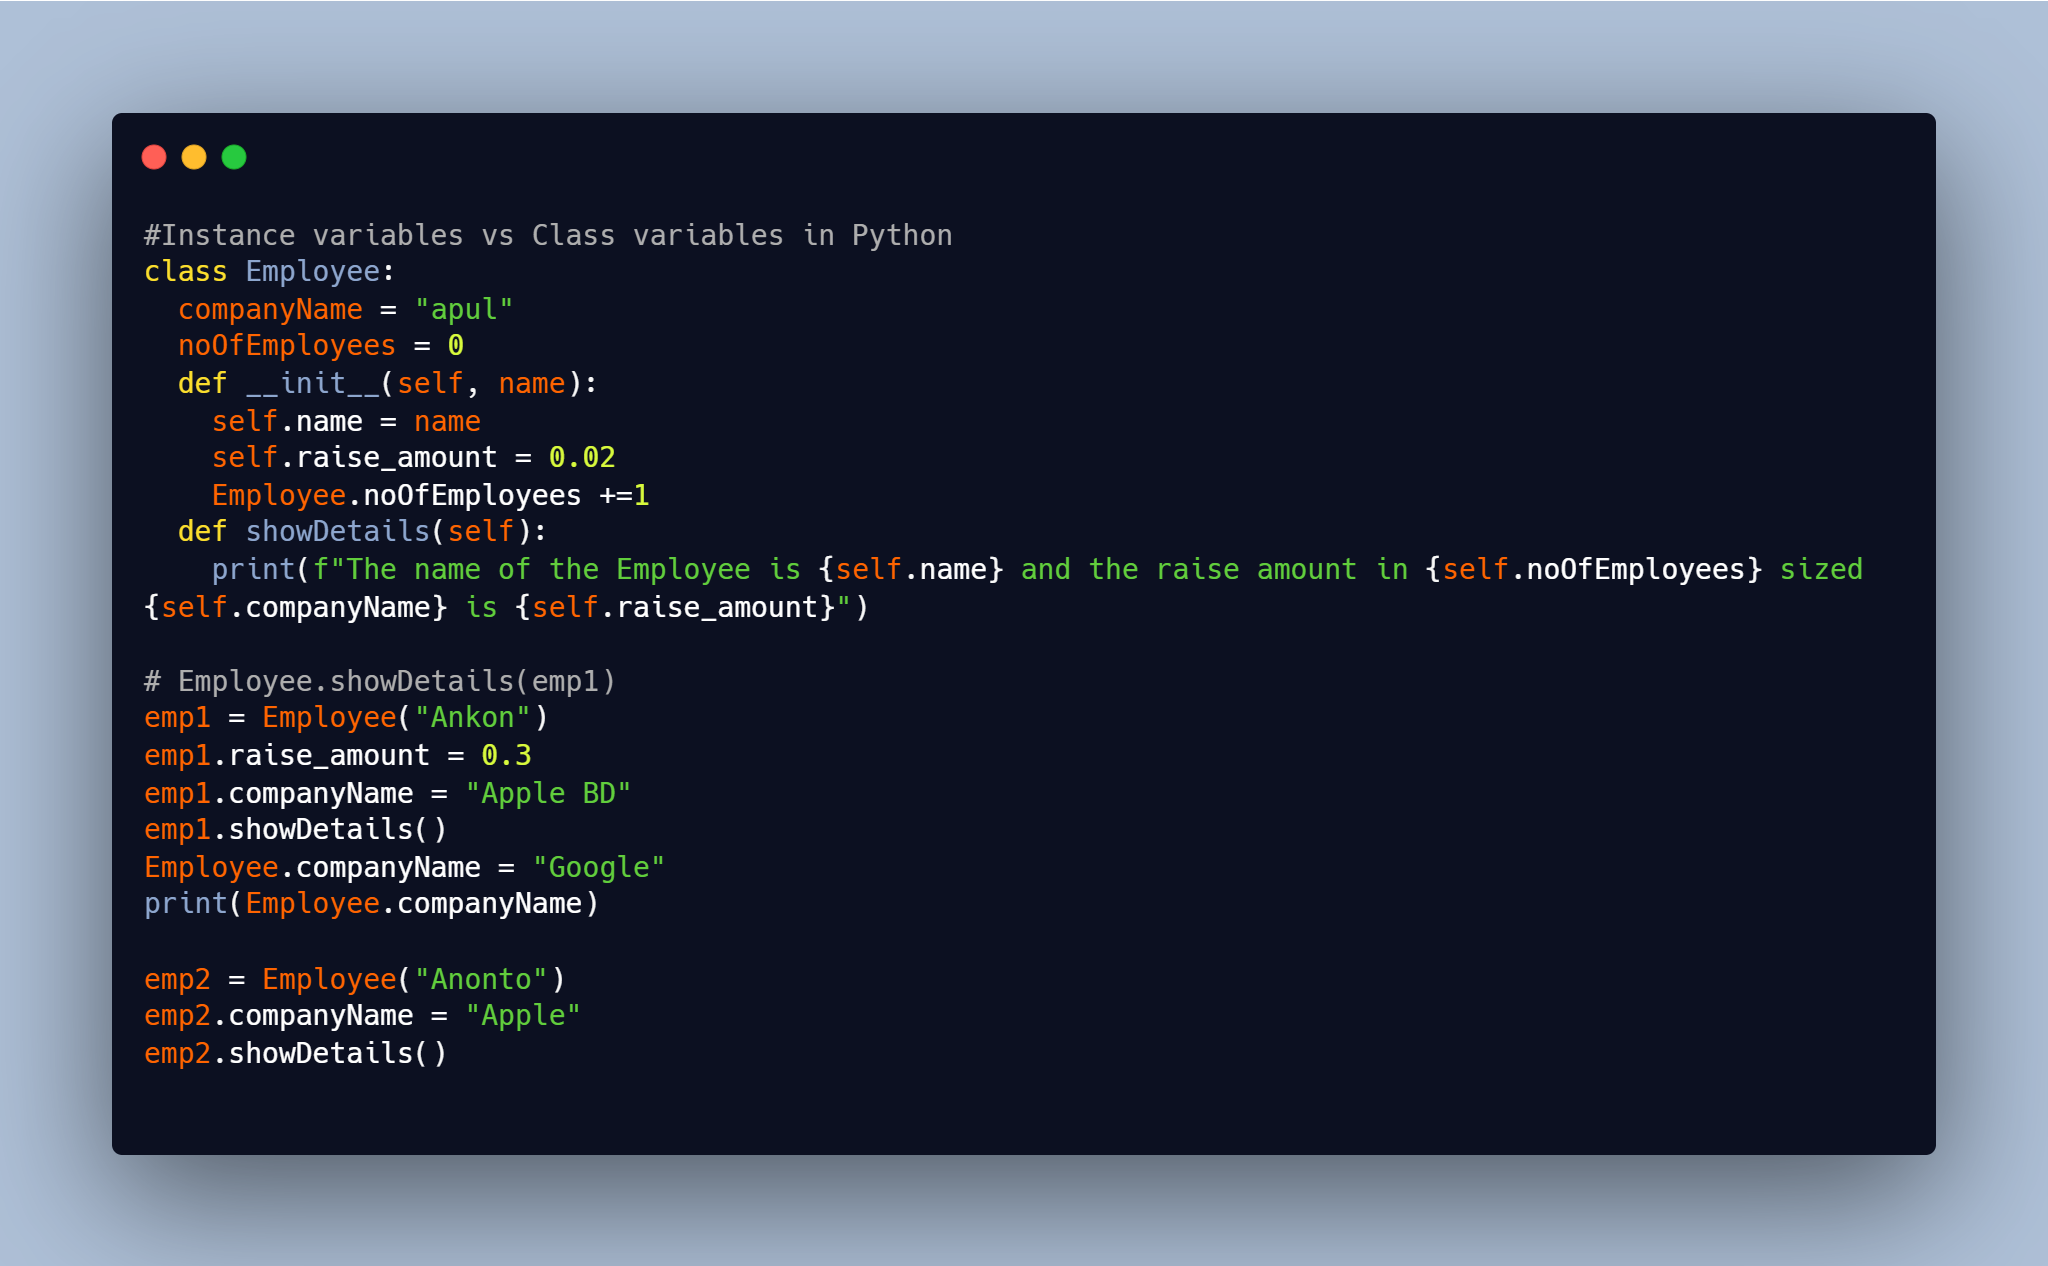 #Instance variables vs Class variables in Python
class Employee:
  companyName = "apul"
  noOfEmployees = 0
  def __init__(self, name):
    self.name = name
    self.raise_amount = 0.02
    Employee.noOfEmployees +=1
  def showDetails(self):
    print(f"The name of the Employee is {self.name} and the raise amount in {self.noOfEmployees} sized
{self.companyName} is {self.raise_amount}")

# Employee.showDetails(emp1)
emp1 = Employee("Ankon")
emp1.raise_amount = 0.3
emp1.companyName = "Apple BD"
emp1.showDetails()
Employee.companyName = "Google"
print(Employee.companyName)

emp2 = Employee("Anonto")
emp2.companyName = "Apple"
emp2.showDetails()